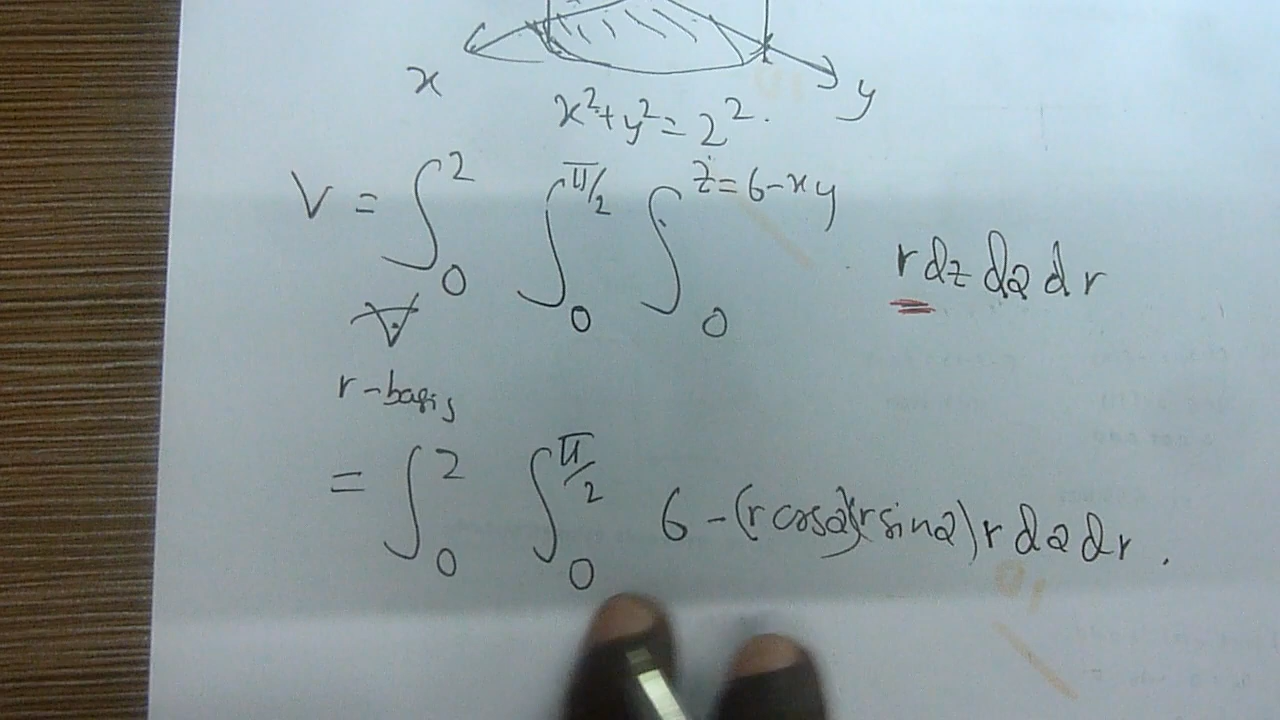 x y
x²+y²=2².
V = ∫₀² ∫₀^π/2 ∫₀^z=6-xy r dz dθ dr
r-basis
= ∫₀² ∫₀^π/2 6-(r cosθ)(r sinθ) r dθ dr.